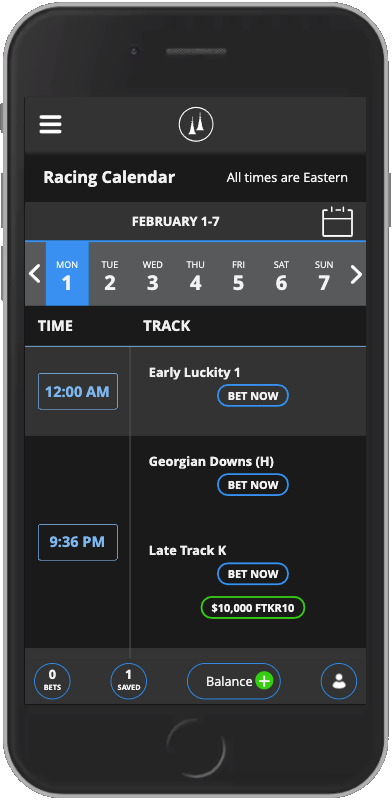 Racing Calendar
All times are Eastern
FEBRUARY 1-7
MON TUE WED THU FRI SAT SUN
1 2 3 4 5 6 7
TIME TRACK
Early Luckity 1
12:00 AM
BET NOW
Georgian Downs (H)
BET NOW
9:36 PM
Late Track K
BET NOW
$10,000 FTKR10
0 BETS
1 SAVED
Balance +